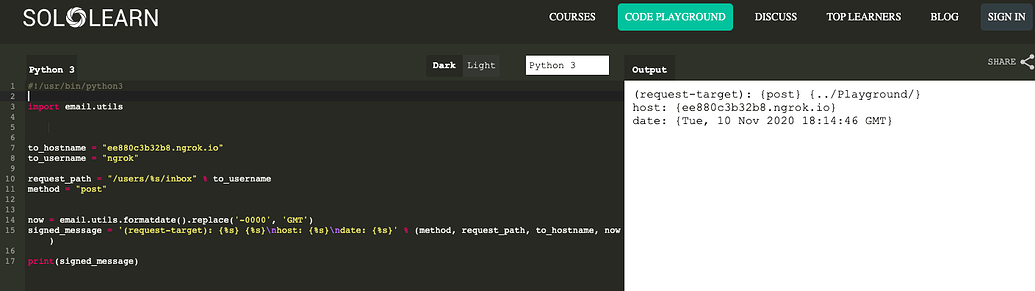 SOLOLEARN
COURSES
CODE PLAYGROUND
DISCUSS
TOP LEARNERS
BLOG
SIGN IN
Python 3
Dark Light
Python 3
1 #!/usr/bin/python3
2
3 import email.utils
4
5
6
7 to_hostname = "ee880c3b32b8.ngrok.io"
8 to_username = "ngrok"
9
10 request_path = "/users/%s/inbox" % to_username
11 method = "post"
12
13
14 now = email.utils.formatdate().replace('-0000', 'GMT')
15 signed_message = '(request-target): {%s} {%s}\nhost: {%s}\ndate: {%s}' % (method, request_path, to_hostname, now
)
16
17 print(signed_message)
Output
SHARE
(request-target): {post} {../Playground/}
host: {ee880c3b32b8.ngrok.io}
date: {Tue, 10 Nov 2020 18:14:46 GMT}